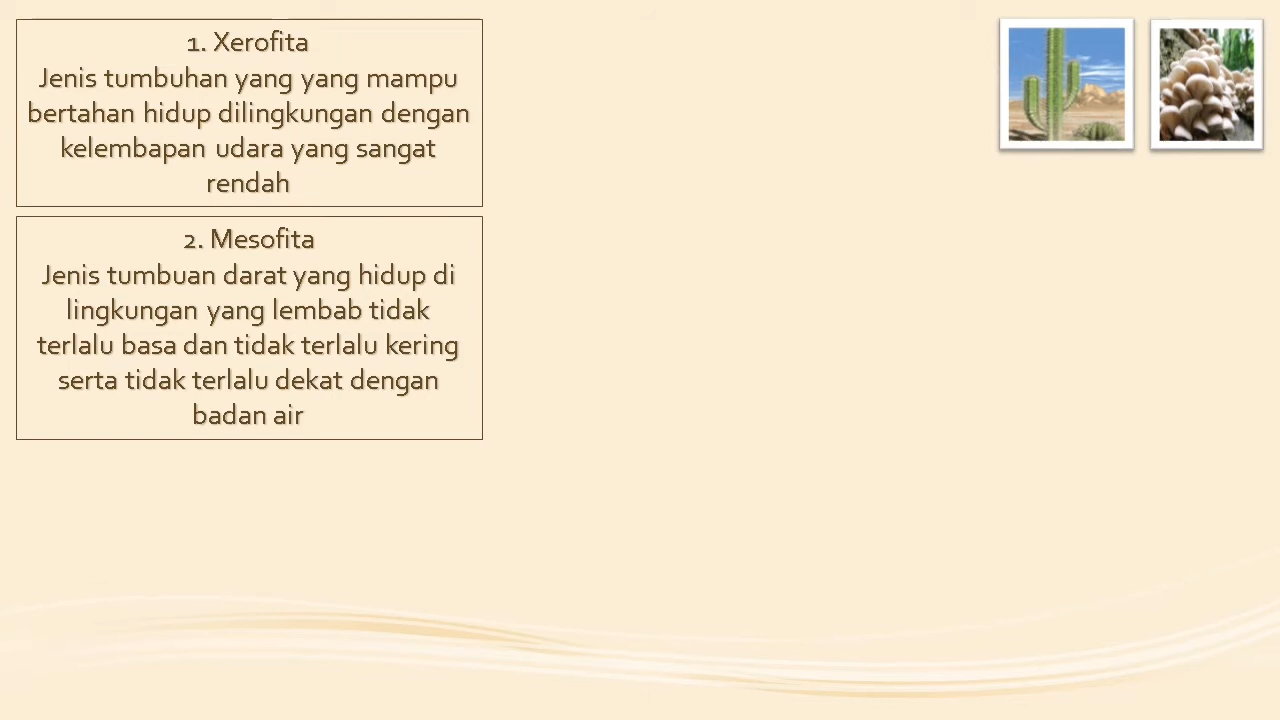 1. Xerofita
Jenis tumbuhan yang yang mampu
bertahan hidup dilingkungan dengan
kelembapan udara yang sangat
rendah
2. Mesofita
Jenis tumbuan darat yang hidup di
lingkungan yang lembab tidak
terlalu basa dan tidak terlalu kering
serta tidak terlalu dekat dengan
badan air